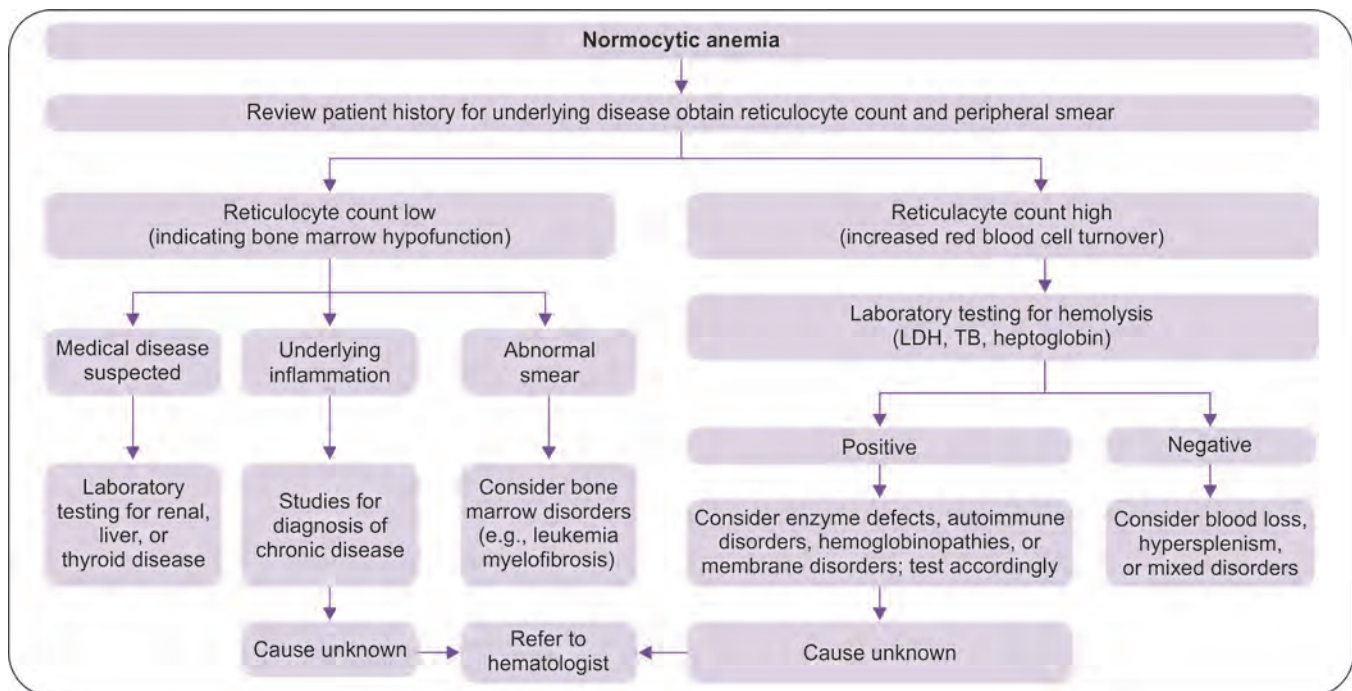 Normocytic anemia
Review patient history for underlying disease obtain reticulocyte count and peripheral smear
Reticulocyte count low
(indicating bone marrow hypofunction)
Reticulacyte count high
(increased red blood cell turnover)
Laboratory testing for hemolysis
(LDH, TB, heptoglobin)
Medical disease
suspected
Underlying
inflammation
Abnormal
smear
Positive
Negative
Laboratory
testing for renal,
liver, or
thyroid disease
Studies for
diagnosis of
chronic disease
Consider bone
marrow disorders
(e.g., leukemia
myelofibrosis)
Consider enzyme defects, autoimmune
disorders, hemoglobinopathies, or
membrane disorders; test accordingly
Consider blood loss,
hypersplenism,
or mixed disorders
Cause unknown
Refer to
hematologist
Cause unknown